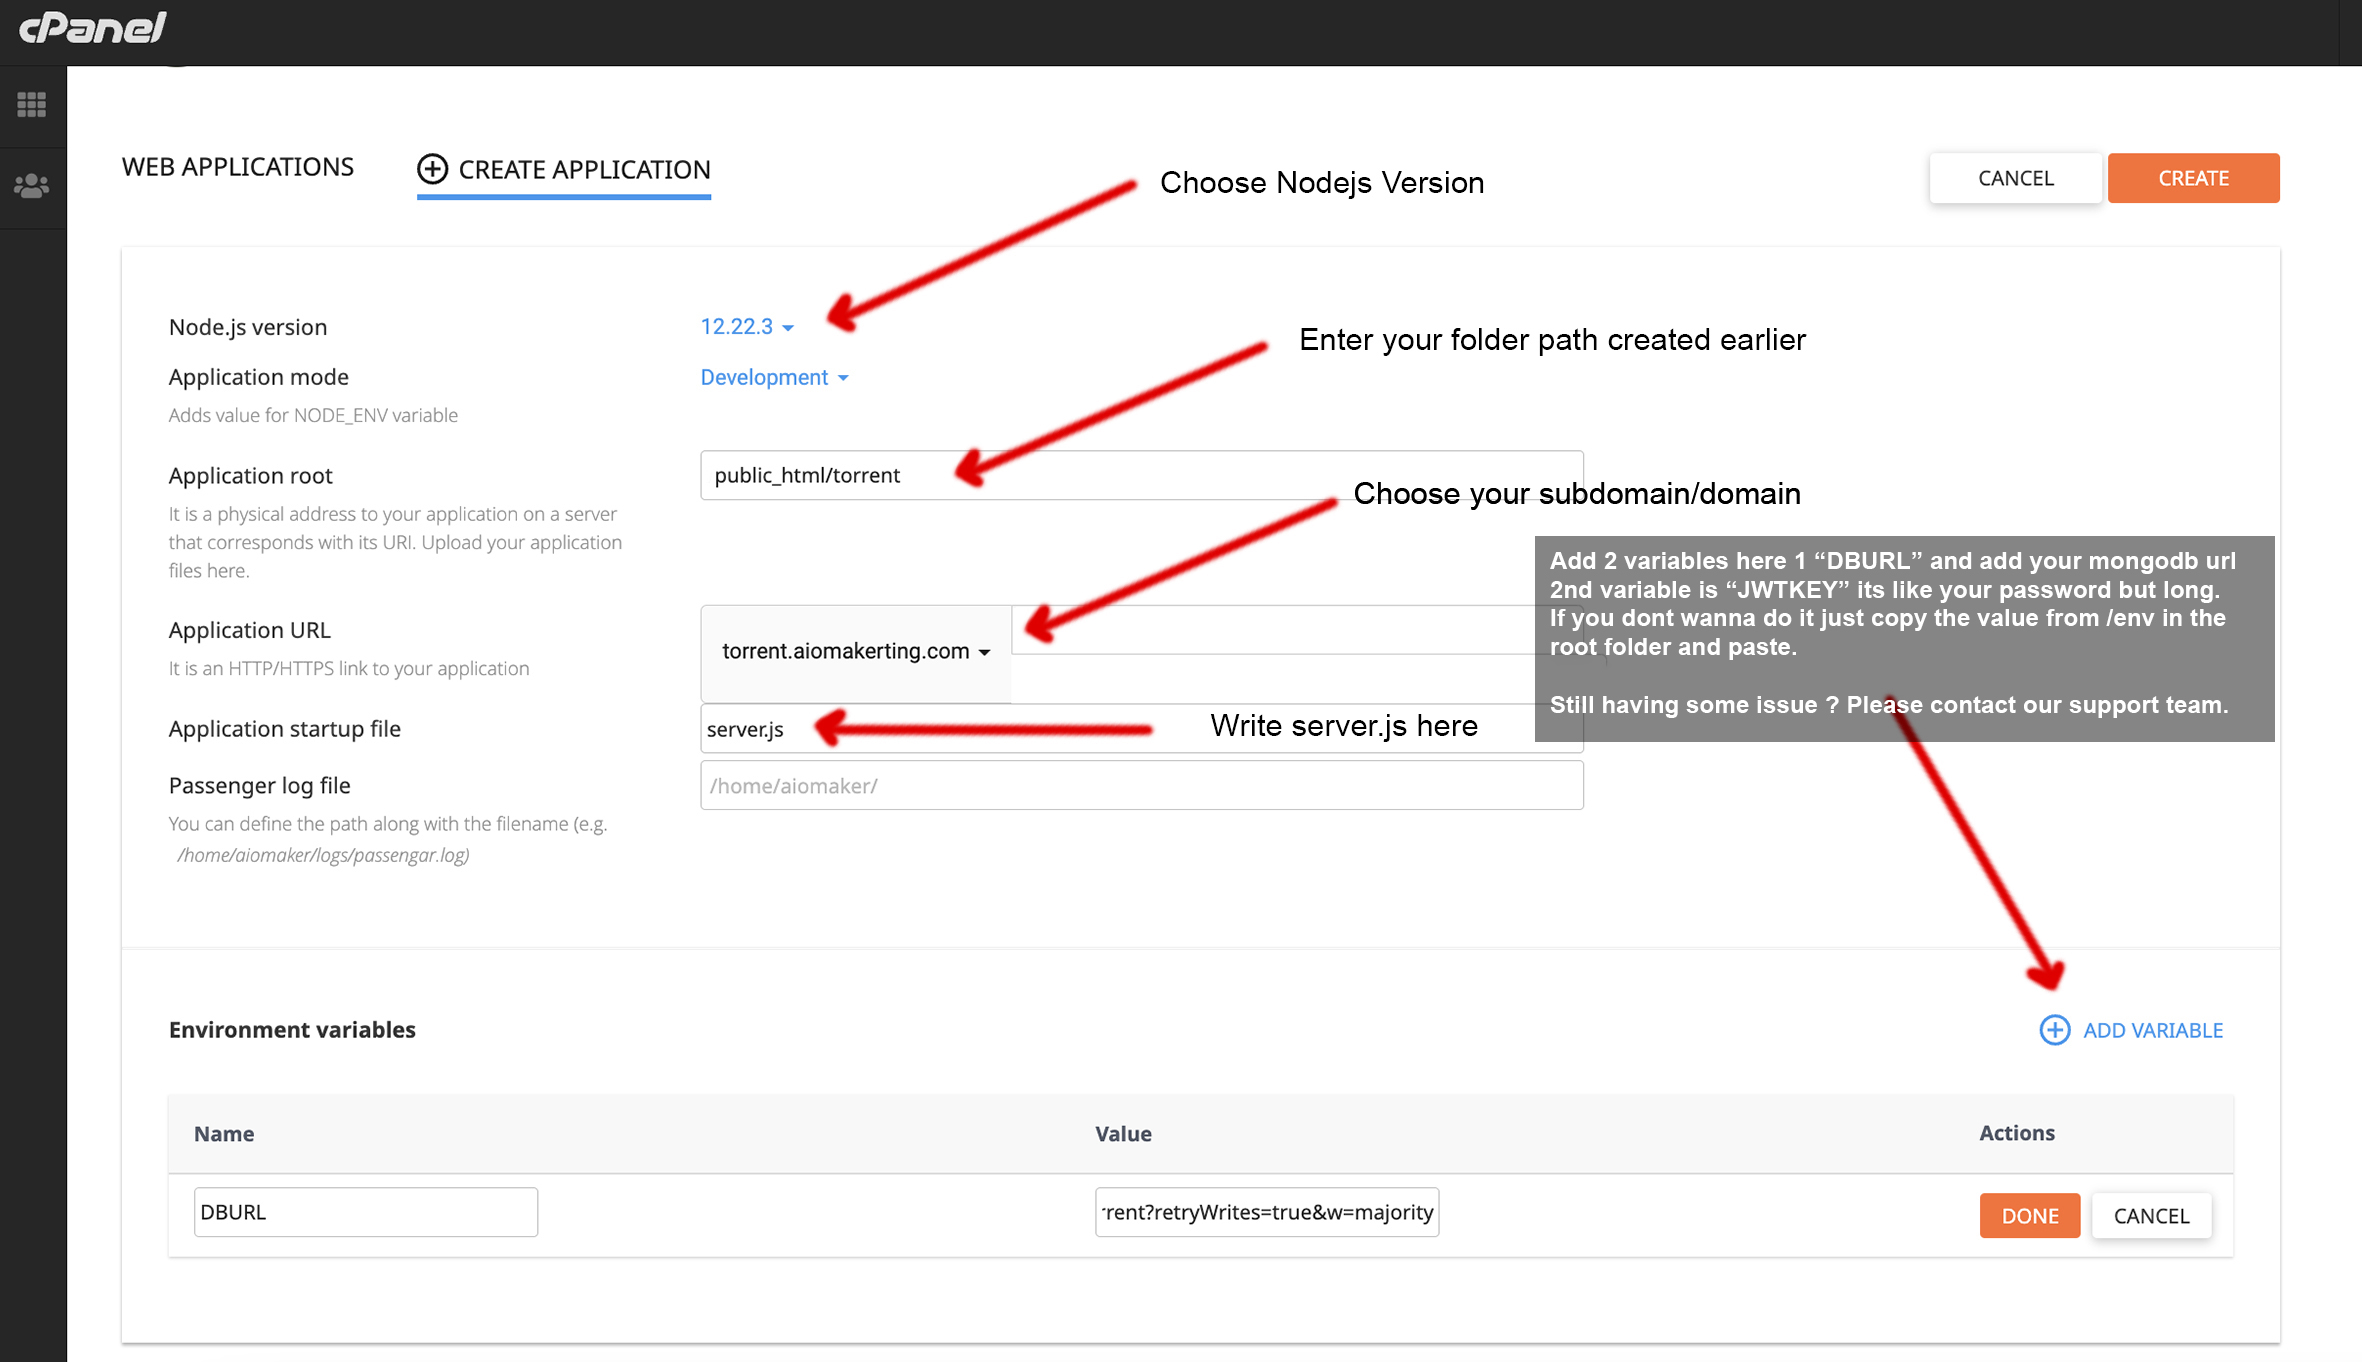 cPanel
WEB APPLICATIONS
CREATE APPLICATION
Choose Nodejs Version
CANCEL
CREATE
Node.js version
12.22.3
Enter your folder path created earlier
Application mode
Development
Adds value for NODE_ENV variable
Application root
public_html/torrent
Choose your subdomain/domain
It is a physical address to your application on a server
that corresponds with its URI. Upload your application
files here.
Add 2 variables here 1 “DBURL” and add your mongodb url
2nd variable is “JWTKEY” its like your password but long.
If you dont wanna do it just copy the value from /env in the
root folder and paste.
Still having some issue ? Please contact our support team.
Application URL
torrent.aiomakerting.com
It is an HTTP/HTTPS link to your application
Application startup file
server.js
Write server.js here
Passenger log file
/home/aiomaker/
You can define the path along with the filename (e.g.
/home/aiomaker/logs/passengar.log)
Environment variables
ADD VARIABLE
Name
Value
Actions
DBURL
rent?retryWrites=true&w=majority
DONE
CANCEL